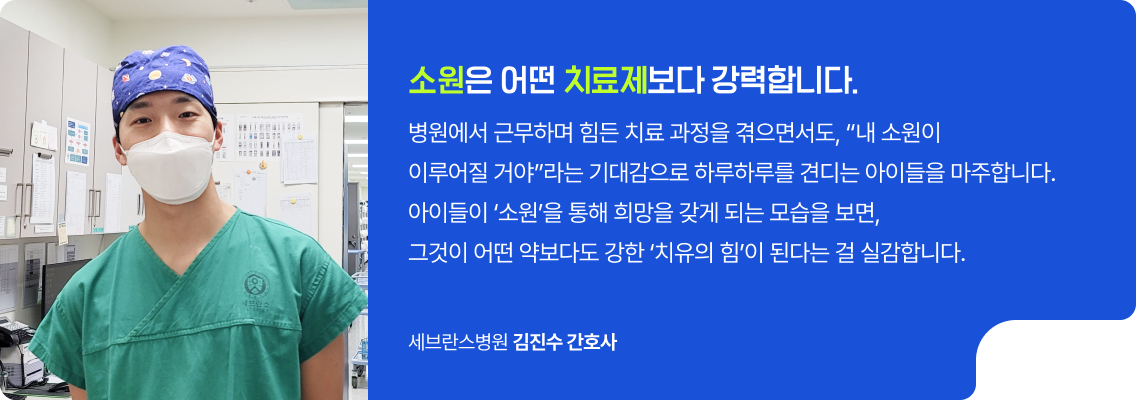 소원은 어떤 치료제보다 강력합니다.
병원에서 근무하며 힘든 치료 과정을 겪으면서도, “내 소원이
이루어질 거야”라는 기대감으로 하루하루를 견디는 아이들을 마주합니다.
아이들이 ‘소원’을 통해 희망을 갖게 되는 모습을 보면,
그것이 어떤 약보다도 강한 ‘치유의 힘’이 된다는 걸 실감합니다.
세브란스병원 김진수 간호사
세브란스